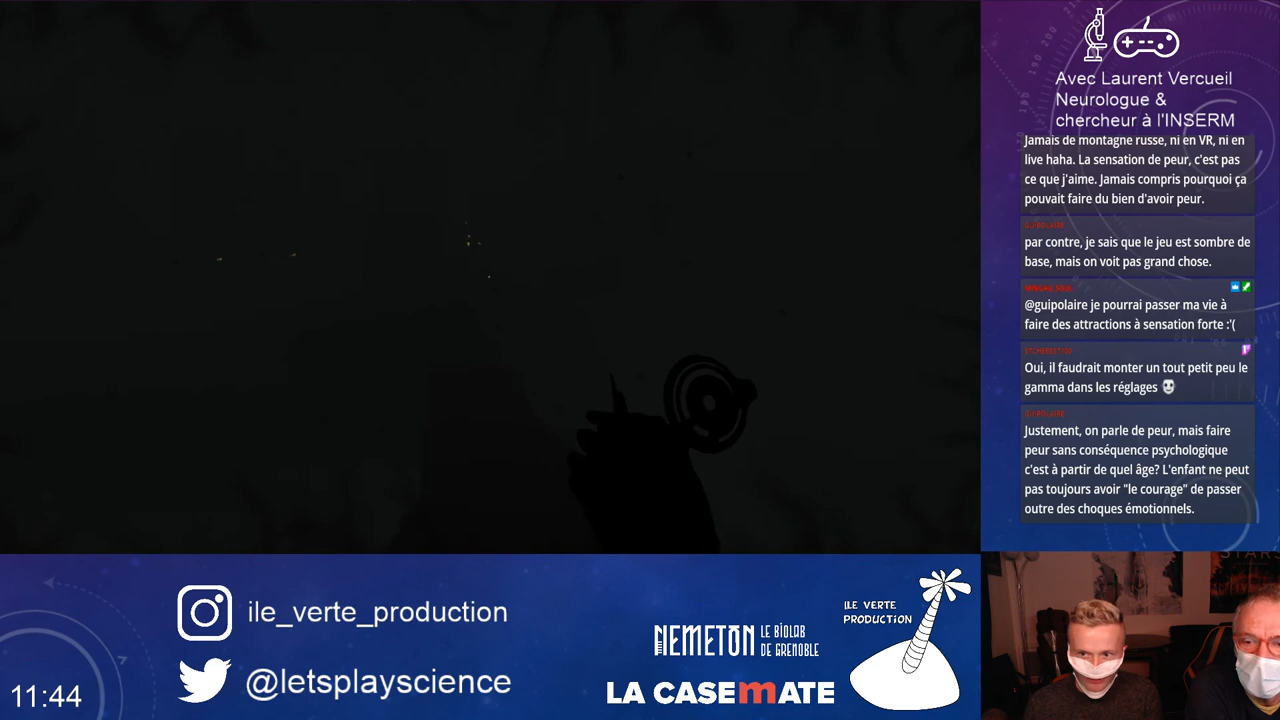 Avec Laurent Vercueil
Neurologue &
chercheur à l'INSERM
Jamais de montagne russe, ni en VR, ni en
live haha. La sensation de peur, c'est pas
ce que j'aime. Jamais compris pourquoi ça
pouvait faire du bien d'avoir peur.
GUIPOLAIRE
par contre, je sais que le jeu est sombre de
base, mais on voit pas grand chose.
@guipolaire je pourrai passer ma vie à
faire des attractions à sensation forte :'(
Oui, il faudrait monter un tout petit peu le
gamma dans les réglages
GUIPOLAIRE
Justement, on parle de peur, mais faire
peur sans conséquence psychologique
c'est à partir de quel âge? L'enfant ne peut
pas toujours avoir "le courage" de passer
outre des choques émotionnels.
ile_verte_production
@letsplayscience
11:44
NEMETON LE BIOLAB
DE GRENOBLE
LA CASEMATE
ILE VERTE
PRODUCTION